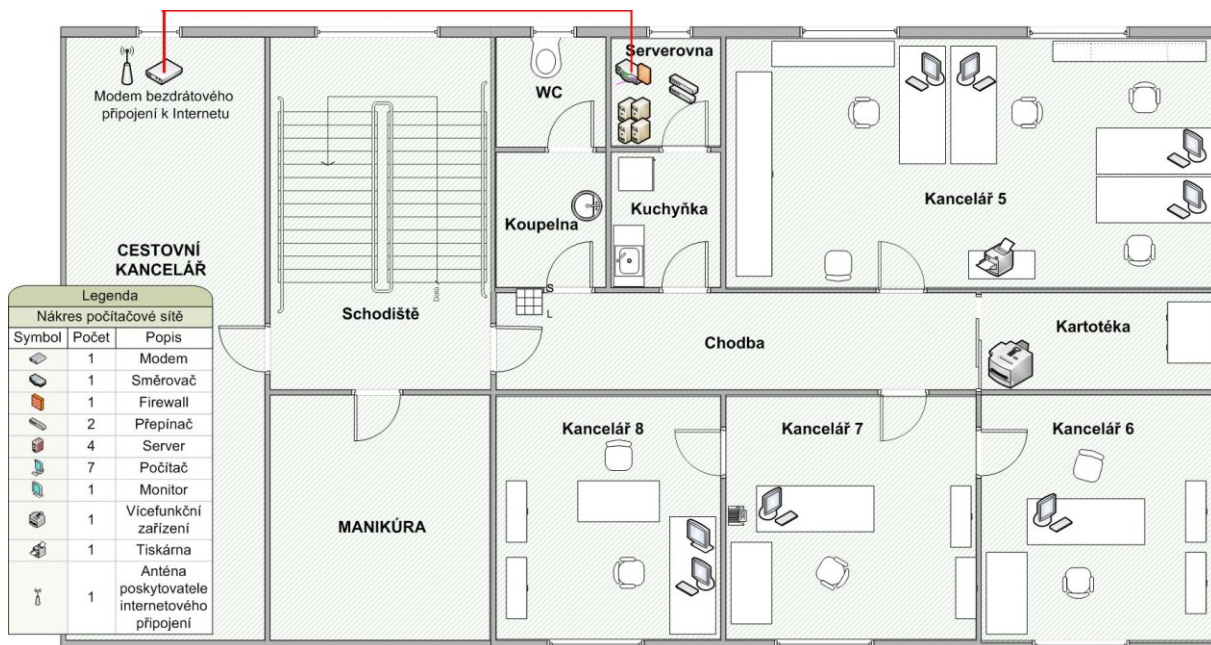 Modem bezdrátového
připojení k Internetu
WC
Serverovna
Koupelna
Kuchyňka
Kancelář 5
CESTOVNÍ
KANCELÁŘ
Schodiště
Dolů
S
L
Chodba
Kartotéka
Kancelář 8
Kancelář 7
Kancelář 6
MANIKÚRA
Legenda
Nákres počítačové sítě
Symbol Počet Popis
1 Modem
1 Směrovač
1 Firewall
2 Přepínač
4 Server
7 Počítač
1 Monitor
1 Vícefunkční
zařízení
1 Tiskárna
1 Anténa
poskytovatele
internetového
připojení